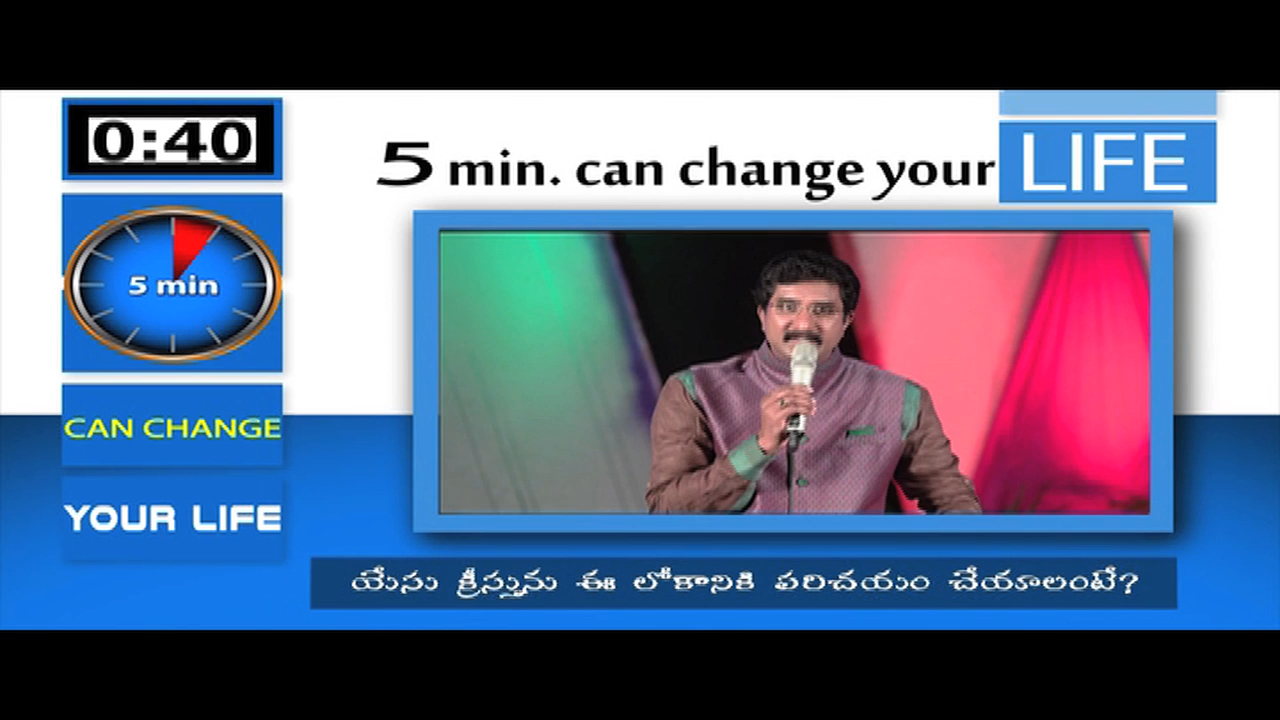 0:40
5 min. can change your LIFE
5 min
CAN CHANGE
YOUR LIFE
యేసు క్రీస్తును ఈ లోకానికి పరిచయం చేయాలంటే?